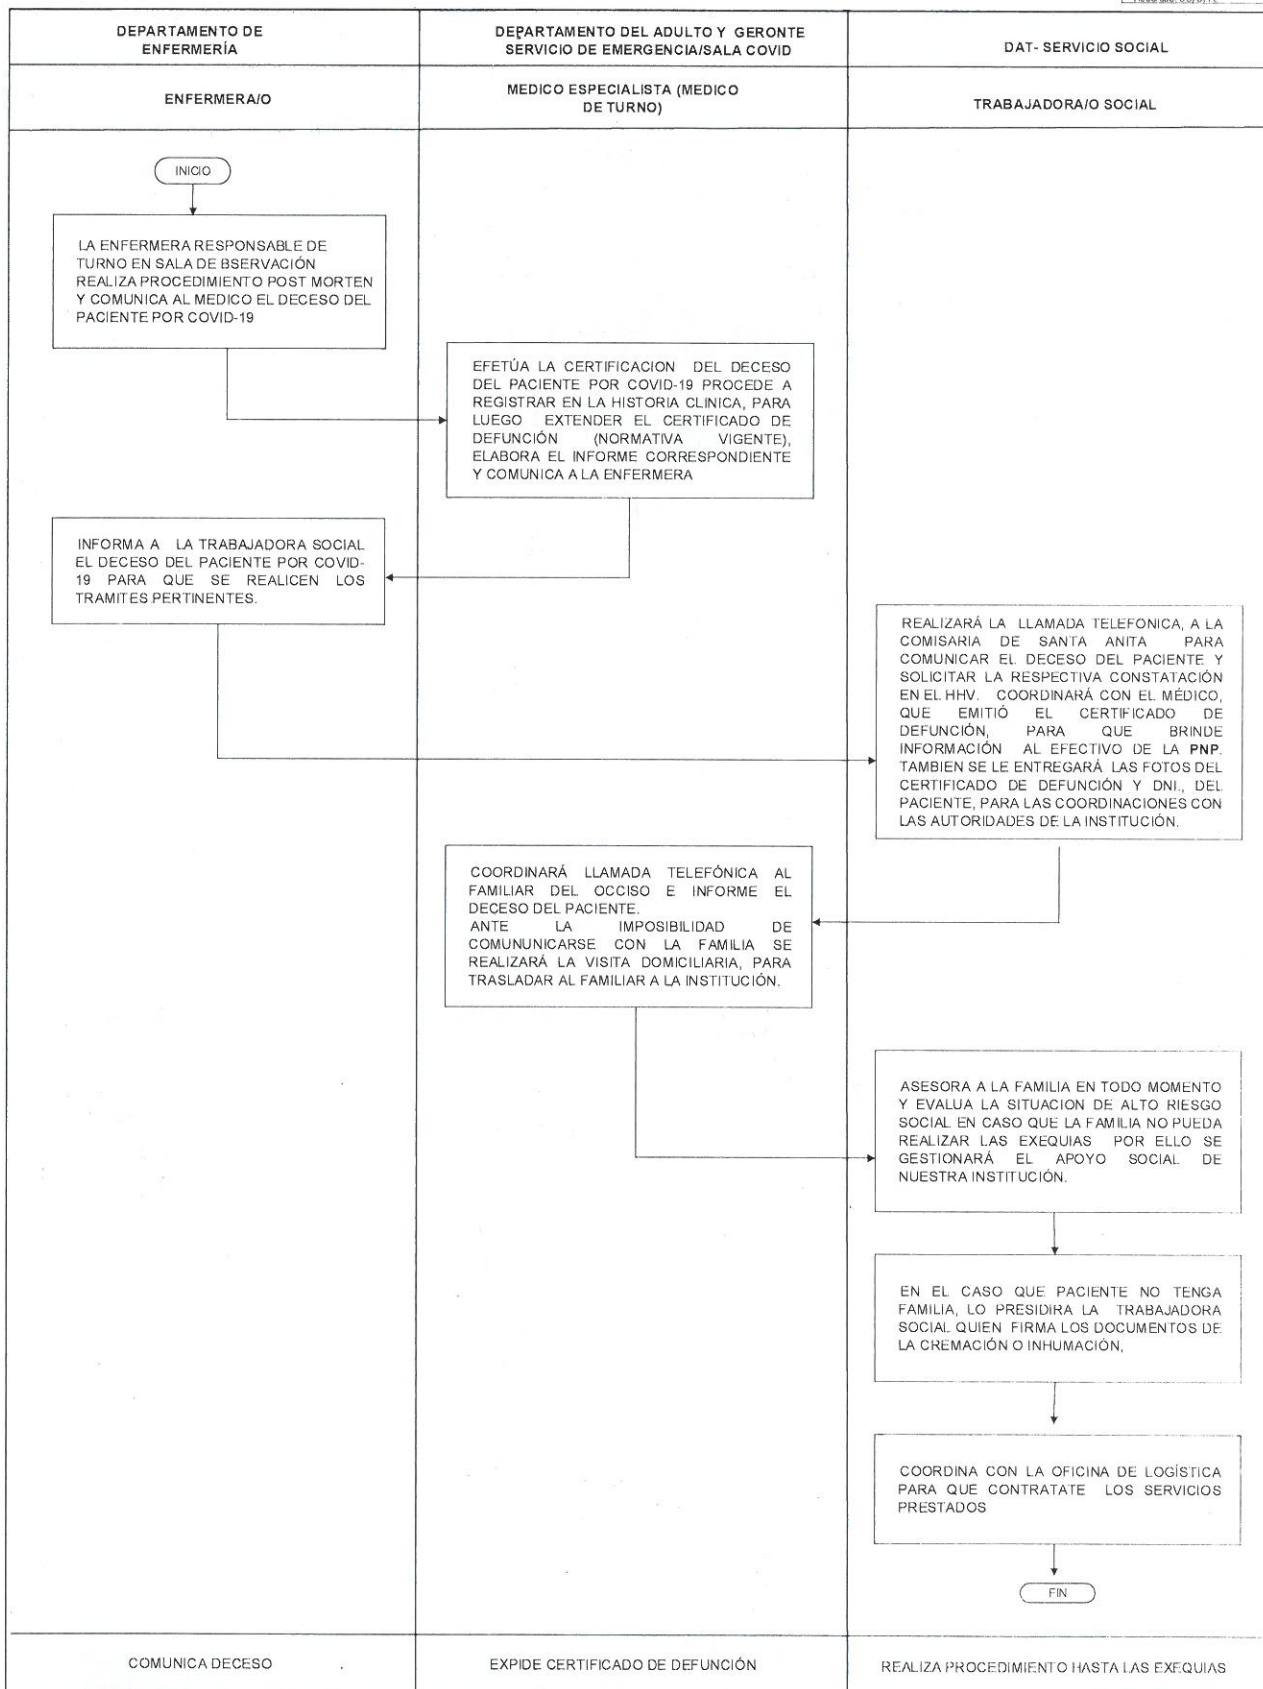 DEPARTAMENTO DE
ENFERMERÍA
DEPARTAMENTO DEL ADULTO Y GERONTE
SERVICIO DE EMERGENCIA/SALA COVID
DAT- SERVICIO SOCIAL
ENFERMERA/O
MEDICO ESPECIALISTA (MEDICO
DE TURNO)
TRABAJADORA/O SOCIAL
INICIO
LA ENFERMERA RESPONSABLE DE
TURNO EN SALA DE BSERVACIÓN
REALIZA PROCEDIMIENTO POST MORTEN
Y COMUNICA AL MEDICO EL DECESO DEL
PACIENTE POR COVID-19
EFETÚA LA CERTIFICACION DEL DECESO
DEL PACIENTE POR COVID-19 PROCEDE A
REGISTRAR EN LA HISTORIA CLINICA, PARA
LUEGO EXTENDER EL CERTIFICADO DE
DEFUNCIÓN (NORMATIVA VIGENTE),
ELABORA EL INFORME CORRESPONDIENTE
Y COMUNICA A LA ENFERMERA
INFORMA A LA TRABAJADORA SOCIAL
EL DECESO DEL PACIENTE POR COVID-
19 PARA QUE SE REALICEN LOS
TRAMITES PERTINENTES.
REALIZARÁ LA LLAMADA TELEFONICA, A LA
COMISARIA DE SANTA ANITA PARA
COMUNICAR EL DECESO DEL PACIENTE Y
SOLICITAR LA RESPECTIVA CONSTATACIÓN
EN EL HHV. COORDINARÁ CON EL MÉDICO,
QUE EMITIÓ EL CERTIFICADO DE
DEFUNCIÓN, PARA QUE BRINDE
INFORMACIÓN AL EFECTIVO DE LA PNP.
TAMBIEN SE LE ENTREGARÁ LAS FOTOS DEL
CERTIFICADO DE DEFUNCIÓN Y DNI., DEL
PACIENTE, PARA LAS COORDINACIONES CON
LAS AUTORIDADES DE LA INSTITUCIÓN.
COORDINARÁ LLAMADA TELEFÓNICA AL
FAMILIAR DEL OCCISO E INFORME EL
DECESO DEL PACIENTE.
ANTE LA IMPOSIBILIDAD DE
COMUNUNICARSE CON LA FAMILIA SE
REALIZARÁ LA VISITA DOMICILIARIA, PARA
TRASLADAR AL FAMILIAR A LA INSTITUCIÓN.
ASESORA A LA FAMILIA EN TODO MOMENTO
Y EVALUA LA SITUACION DE ALTO RIESGO
SOCIAL EN CASO QUE LA FAMILIA NO PUEDA
REALIZAR LAS EXEQUIAS POR ELLO SE
GESTIONARÁ EL APOYO SOCIAL DE
NUESTRA INSTITUCIÓN.
EN EL CASO QUE PACIENTE NO TENGA
FAMILIA, LO PRESIDIRA LA TRABAJADORA
SOCIAL QUIEN FIRMA LOS DOCUMENTOS DE
LA CREMACIÓN O INHUMACIÓN,
COORDINA CON LA OFICINA DE LOGÍSTICA
PARA QUE CONTRATATE LOS SERVICIOS
PRESTADOS
FIN
COMUNICA DECESO
EXPIDE CERTIFICADO DE DEFUNCIÓN
REALIZA PROCEDIMIENTO HASTA LAS EXEQUIAS